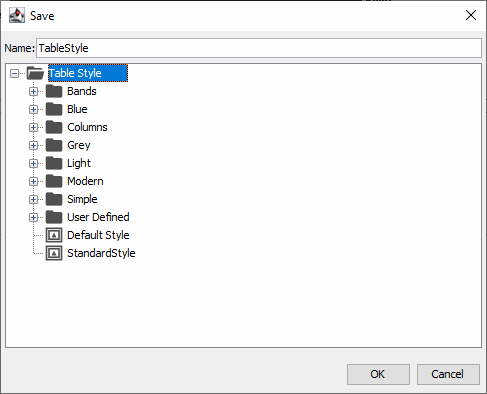 Save
Name: TableStyle
Table Style
Bands
Blue
Columns
Grey
Light
Modern
Simple
User Defined
Default Style
StandardStyle
OK Cancel